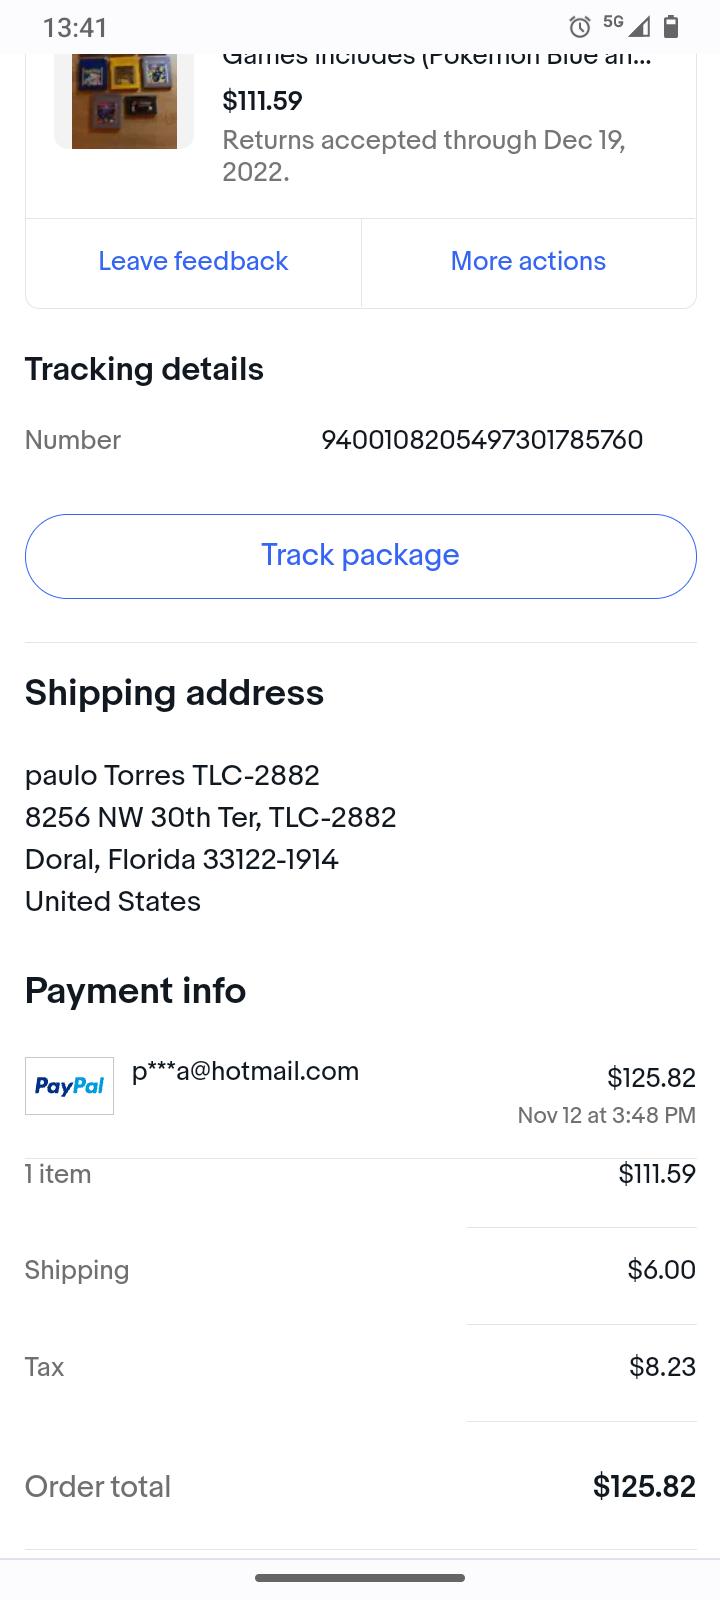 13:41
5G
Games Includes (Pokemon Blue an...
$111.59
Returns accepted through Dec 19,
2022.
Leave feedback
More actions
Tracking details
Number
9400108205497301785760
Track package
Shipping address
paulo Torres TLC-2882
8256 NW 30th Ter, TLC-2882
Doral, Florida 33122-1914
United States
Payment info
PayPal
p***a@hotmail.com
$125.82
Nov 12 at 3:48 PM
1 item
$111.59
Shipping
$6.00
Tax
$8.23
Order total
$125.82